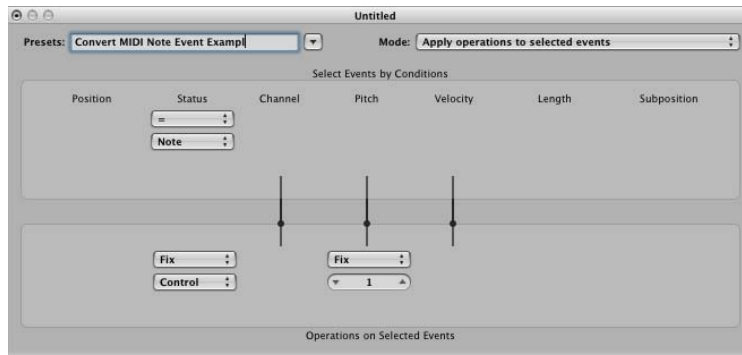 Untitled
Presets: Convert MIDI Note Event Exampl Mode: Apply operations to selected events
Select Events by Conditions
Position Status Channel Pitch Velocity Length Subposition
=
Note
Fix Fix
Control 1
Operations on Selected Events